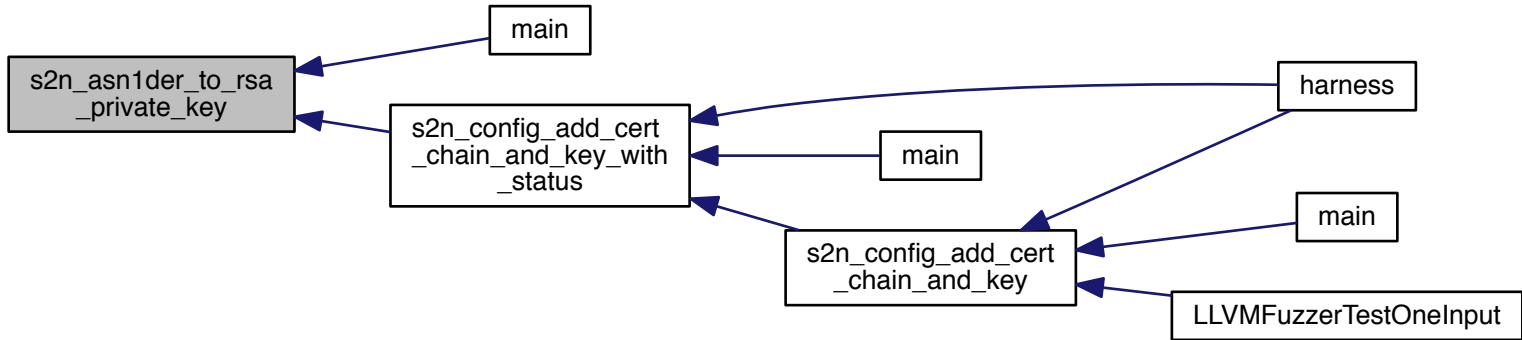 main
s2n_asn1der_to_rsa
_private_key
s2n_config_add_cert
_chain_and_key_with
_status
harness
main
main
s2n_config_add_cert
_chain_and_key
LLVMFuzzerTestOneInput